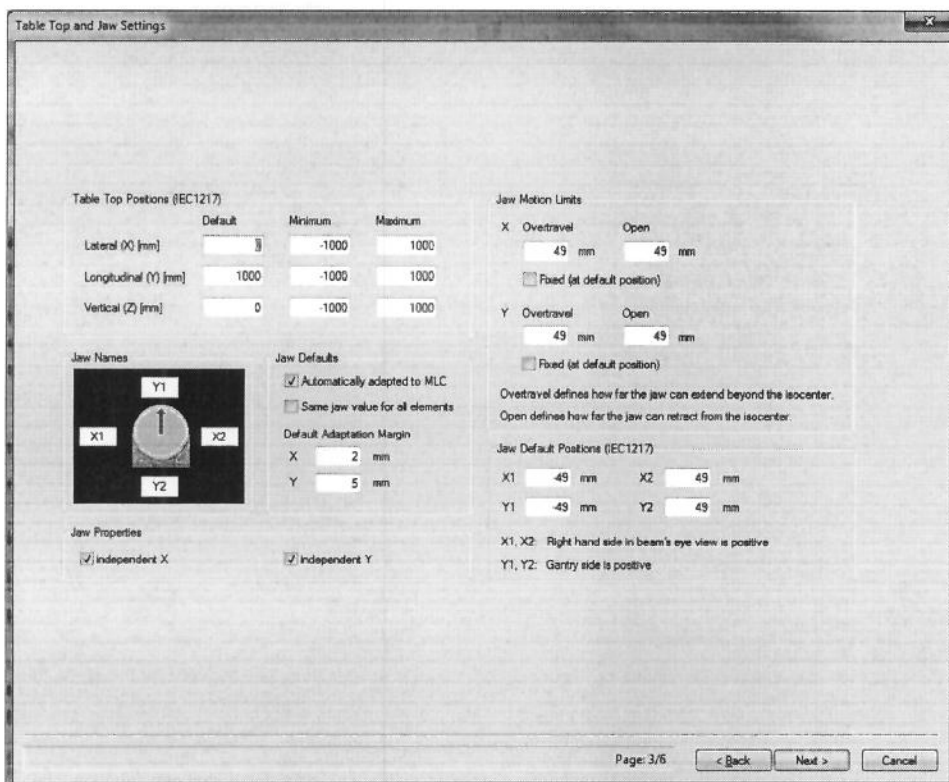 Table Top and Jaw Settings
Table Top Positions (IEC1217)
Default Minimum Maximum
Lateral (X) [mm] -1000 1000
Longitudinal (Y) [mm] 1000 -1000 1000
Vertical (Z) [mm] 0 -1000 1000
Jaw Names
Y1
X1 X2
Y2
Jaw Defaults
Automatically adapted to MLC
Same jaw value for all elements
Default Adaptation Margin
X 2 mm
Y 5 mm
Jaw Properties
Independent X Independent Y
Jaw Motion Limits
X Overtravel Open
49 mm 49 mm
Fixed (at default position)
Y Overtravel Open
49 mm 49 mm
Fixed (at default position)
Overtravel defines how far the jaw can extend beyond the isocenter.
Open defines how far the jaw can retract from the isocenter.
Jaw Default Positions (IEC1217)
X1 -49 mm X2 49 mm
Y1 -49 mm Y2 49 mm
X1, X2: Right hand side in beam's eye view is positive
Y1, Y2: Gantry side is positive
Page: 3/6 < Back Next > Cancel